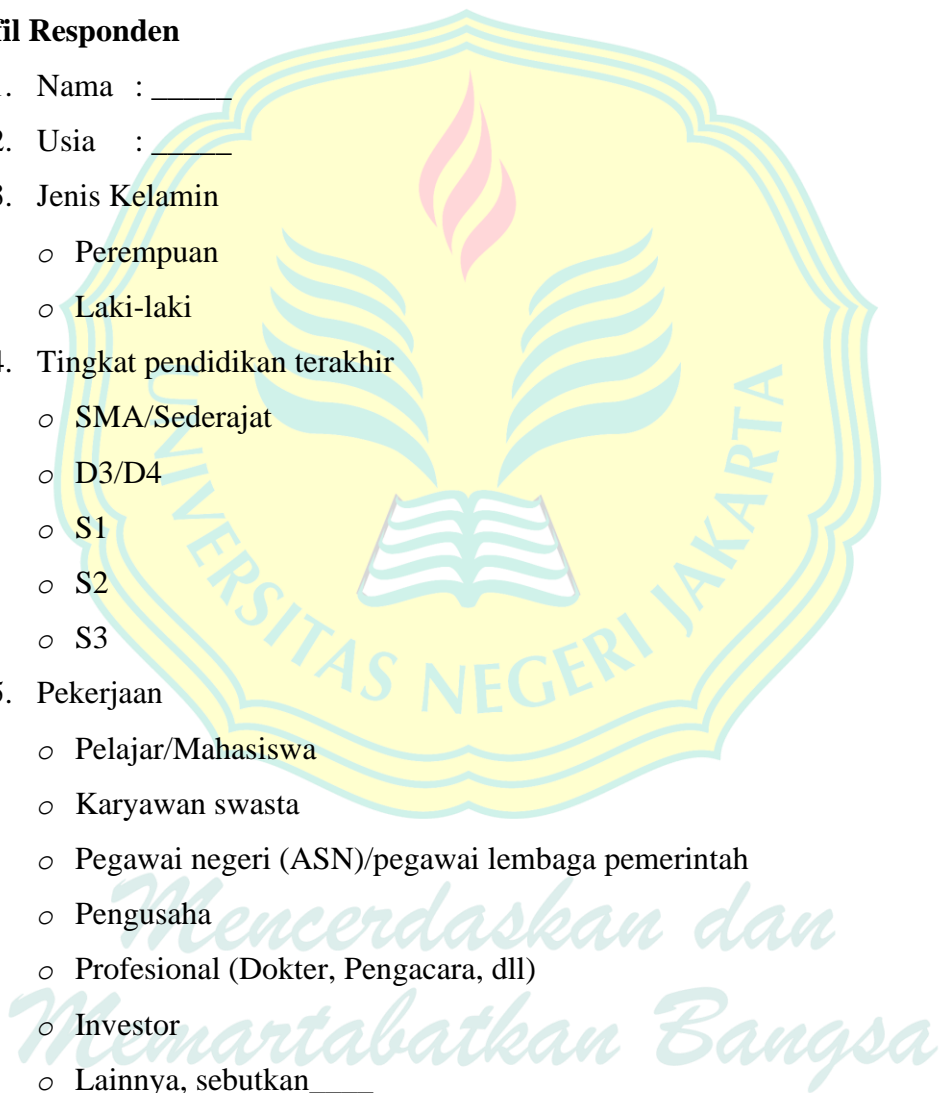 fil Responden
1. Nama : _____
2. Usia : _____
3. Jenis Kelamin
o Perempuan
o Laki-laki
4. Tingkat pendidikan terakhir
o SMA/Sederajat
o D3/D4
o S1
o S2
o S3
5. Pekerjaan
o Pelajar/Mahasiswa
o Karyawan swasta
o Pegawai negeri (ASN)/pegawai lembaga pemerintah
o Pengusaha
o Profesional (Dokter, Pengacara, dll)
o Investor
o Lainnya, sebutkan____
UNIVERSITAS NEGERI JAKARTA
Mencerdaskan dan
Memartabatkan Bangsa